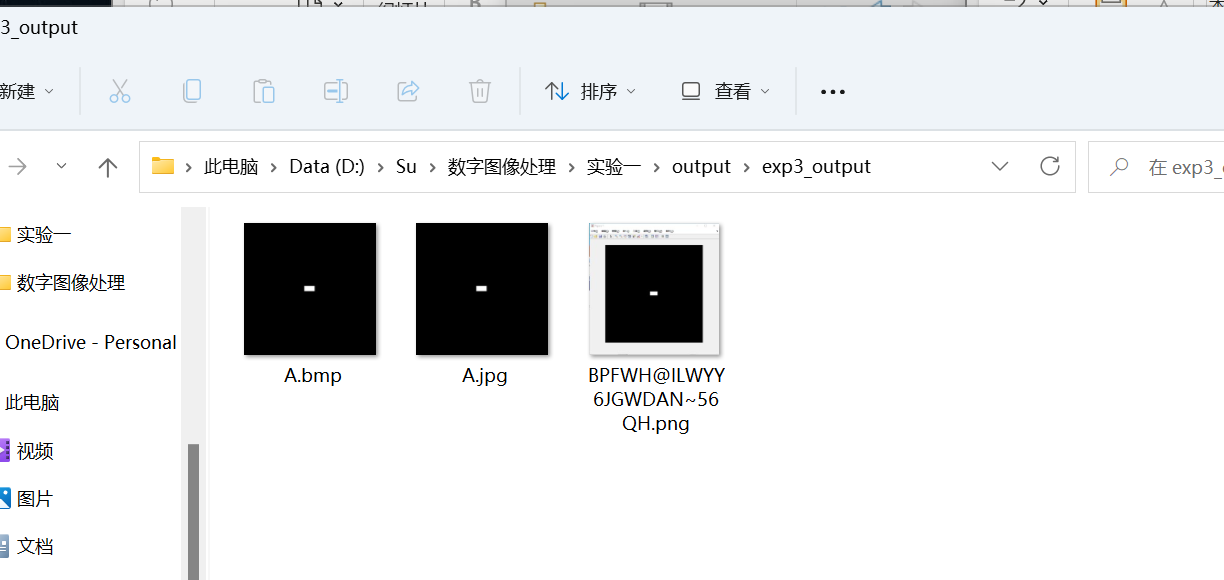 3_output
新建
排序
查看
此电脑 > Data (D:) > Su > 数字图像处理 > 实验一 > output > exp3_output
在 exp3_
实验一
数字图像处理
OneDrive - Personal
此电脑
视频
图片
文档
A.bmp
A.jpg
BPFWH@ILWYY
6JGWDAN~56
QH.png